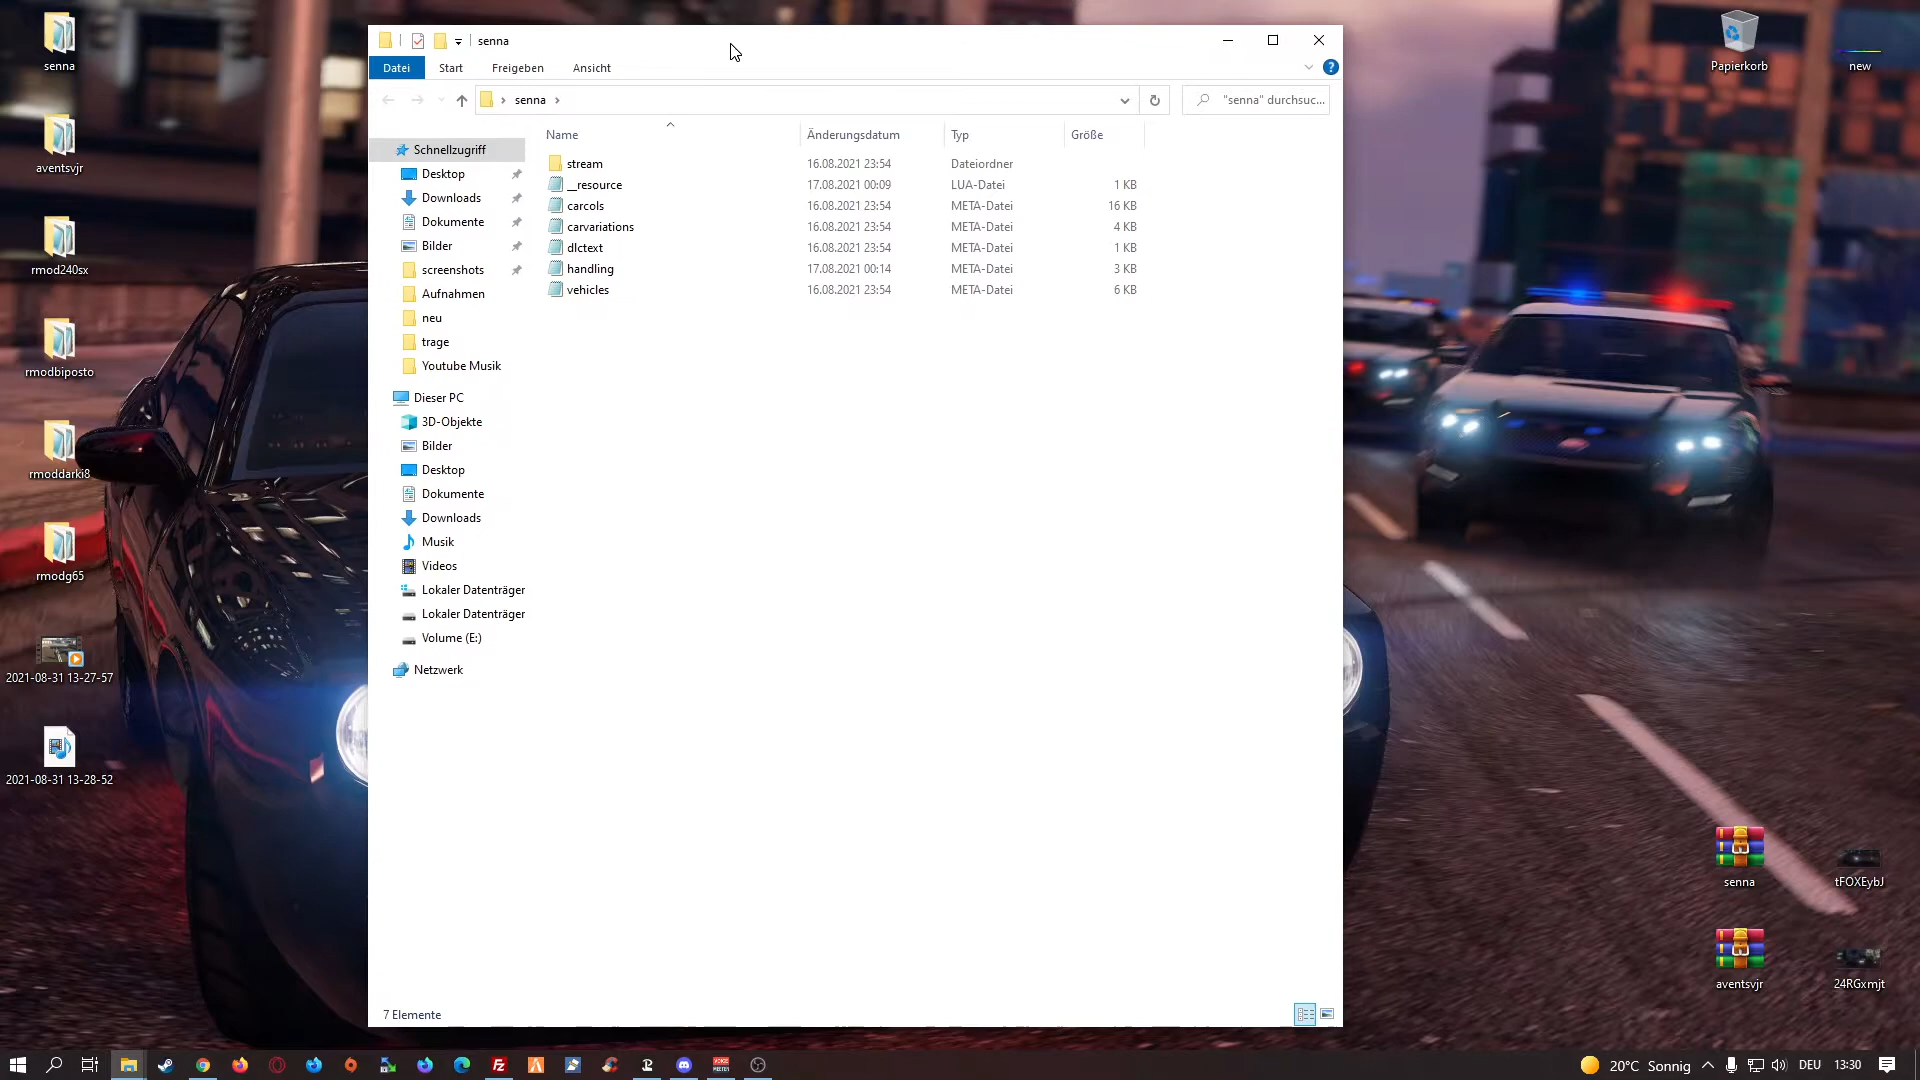 senna
aventsvjr
rmod240sx
rmodbiposto
rmoddarki8
rmodg65
2021-08-31 13-27-57
2021-08-31 13-28-52
senna
Datei Start Freigeben Ansicht
senna
"senna" durchsuc...
Name Änderungsdatum Typ Größe
stream 16.08.2021 23:54 Dateiordner
__resource 17.08.2021 00:09 LUA-Datei 1 KB
carcols 16.08.2021 23:54 META-Datei 16 KB
carvariations 16.08.2021 23:54 META-Datei 4 KB
dlctext 16.08.2021 23:54 META-Datei 1 KB
handling 17.08.2021 00:14 META-Datei 3 KB
vehicles 16.08.2021 23:54 META-Datei 6 KB
Schnellzugriff
Desktop
Downloads
Dokumente
Bilder
screenshots
Aufnahmen
neu
trage
Youtube Musik
Dieser PC
3D-Objekte
Bilder
Desktop
Dokumente
Downloads
Musik
Videos
Lokaler Datenträger
Lokaler Datenträger
Volume (E:)
Netzwerk
7 Elemente
Papierkorb
new
senna
tFOXEybJ
aventsvjr
24RGxmjt
20°C Sonnig DEU 13:30